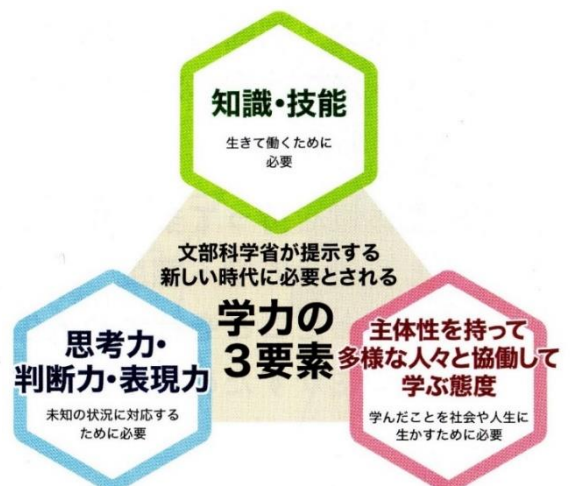 知識・技能
生きて働くために
必要
文部科学省が提示する
新しい時代に必要とされる
学力の
3要素
思考力・
判断力・表現力
未知の状況に対応する
ために必要
主体性を持って
多様な人々と協働して
学ぶ態度
学んだことを社会や人生に
生かすために必要